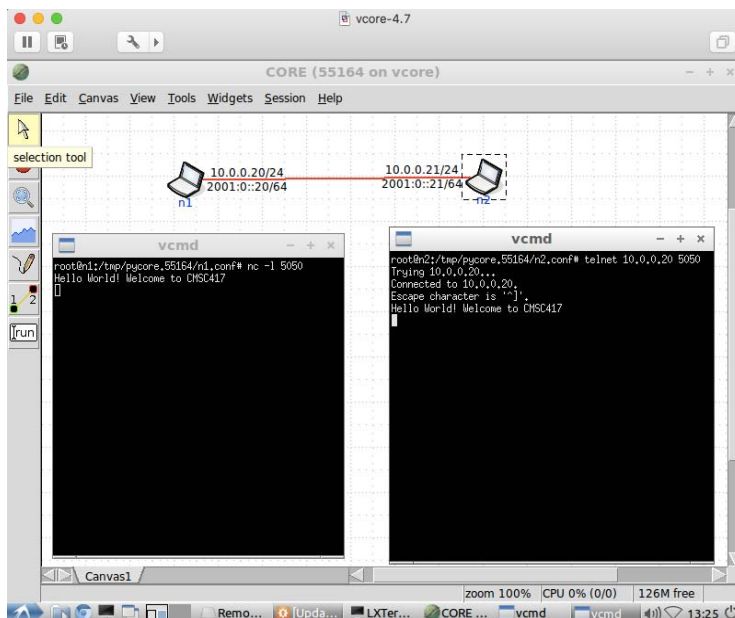 vcore-4.7
CORE (55164 on vcore)
File Edit Canvas View Tools Widgets Session Help
selection tool
10.0.0.20/24
2001:0::20/64
n1
10.0.0.21/24
2001:0::21/64
n2
1 2
run
vcmd
root@n1:/tmp/pycore.55164/n1.conf# nc -l 5050
Hello World! Welcome to CMSC417
vcmd
root@n2:/tmp/pycore.55164/n2.conf# telnet 10.0.0.20 5050
Trying 10.0.0.20...
Connected to 10.0.0.20.
Escape character is '^]'.
Hello World! Welcome to CMSC417
Canvas1
zoom 100% CPU 0% (0/0) 126M free
Remo... [Upda... LXTer... CORE ... vcmd vcmd 13:25